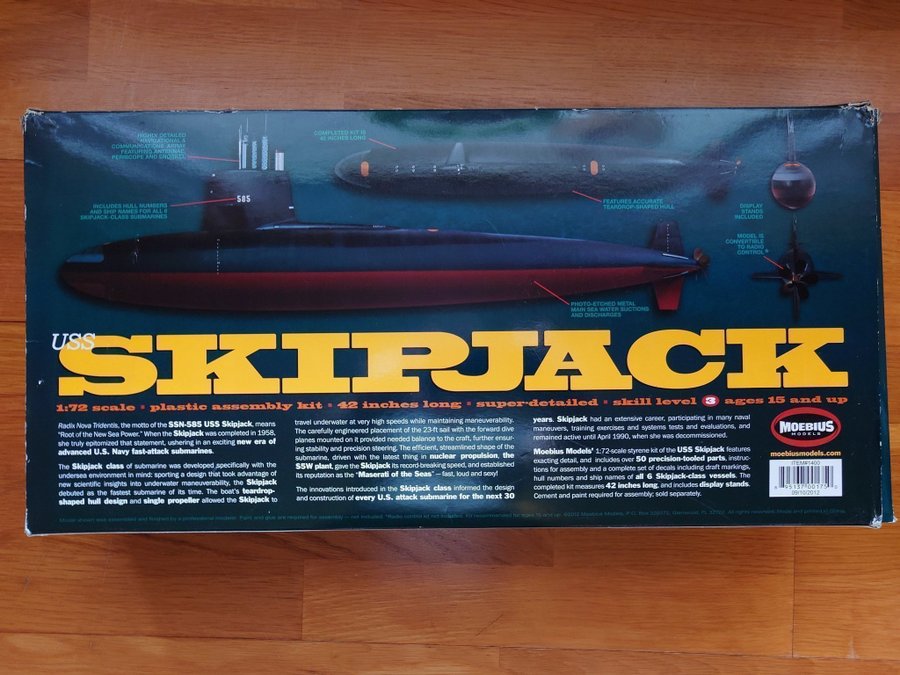 HIGHLY DETAILED
NAVIGATIONAL &
COMMUNICATIONS ARRAY
FEATURING ANTENNAE,
PERISCOPE AND SNORKEL
COMPLETED KIT IS
42 INCHES LONG
585
INCLUDES HULL NUMBERS
AND SHIP NAMES FOR ALL 6
SKIPJACK-CLASS SUBMARINES
FEATURES ACCURATE
TEARDROP-SHAPED HULL
DISPLAY
STANDS
INCLUDED
MODEL IS
CONVERTIBLE
TO RADIO
CONTROL*
PHOTO-ETCHED METAL
MAIN SEA WATER SUCTIONS
AND DISCHARGES
USS
SKIPJACK
1:72 scale • plastic assembly kit • 42 inches long • super-detailed • skill level 3 ages 15 and up
Radix Nova Tridentis, the motto of the SSN-585 USS Skipjack, means
"Root of the New Sea Power." When the Skipjack was completed in 1958,
she truly epitomized that statement, ushering in an exciting new era of
advanced U.S. Navy fast-attack submarines.
The Skipjack class of submarine was developed specifically with the
undersea environment in mind; sporting a design that took advantage of
new scientific insights into underwater maneuverability, the Skipjack
debuted as the fastest submarine of its time. The boat's teardrop-
shaped hull design and single propeller allowed the Skipjack to
travel underwater at very high speeds while maintaining maneuverability.
The carefully engineered placement of the 23-ft sail with the forward dive
planes mounted on it provided needed balance to the craft, further ensur-
ing stability and precision steering. The efficient, streamlined shape of the
submarine, driven with the latest thing in nuclear propulsion, the
S5W plant, gave the Skipjack its record-breaking speed, and established
its reputation as the "Maserati of the Seas" — fast, loud and sexy!
The innovations introduced in the Skipjack class informed the design
and construction of every U.S. attack submarine for the next 30
years. Skipjack had an extensive career, participating in many naval
maneuvers, training exercises and systems tests and evaluations, and
remained active until April 1990, when she was decommissioned.
Moebius Models' 1:72-scale styrene kit of the USS Skipjack features
exacting detail, and includes over 50 precision-tooled parts, instruc-
tions for assembly and a complete set of decals including draft markings,
hull numbers and ship names of all 6 Skipjack-class vessels. The
completed kit measures 42 inches long, and includes display stands.
Cement and paint required for assembly; sold separately.
MOEBIUS
MODELS
moebiusmodels.com
ITEM#1400
09/10/2012